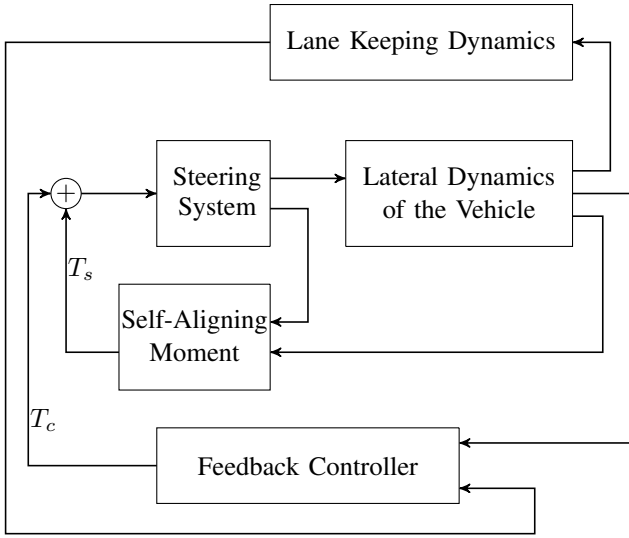 Lane Keeping Dynamics
Steering
System
Lateral Dynamics
of the Vehicle
+
T_s
Self-Aligning
Moment
T_c
Feedback Controller